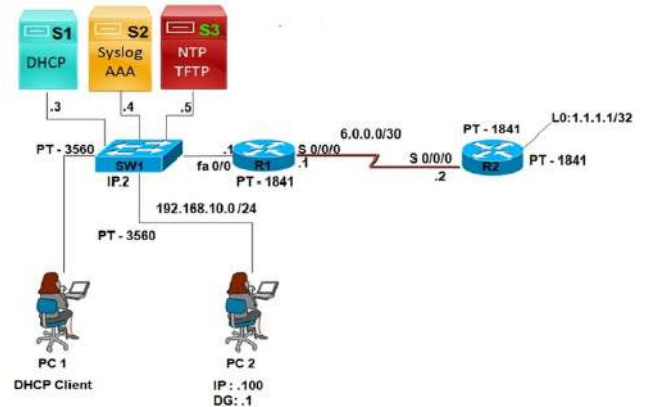 S1
DHCP
S2
Syslog
AAA
S3
NTP
TFTP
.3
.4
.5
PT - 3560
SW1
IP.2
.1
fa 0/0
R1
PT - 1841
S 0/0/0
.1
6.0.0.0/30
S 0/0/0
.2
PT - 1841
R2
L0:1.1.1.1/32
PT - 1841
192.168.10.0 /24
PT - 3560
PC 1
DHCP Client
PC 2
IP : .100
DG: .1